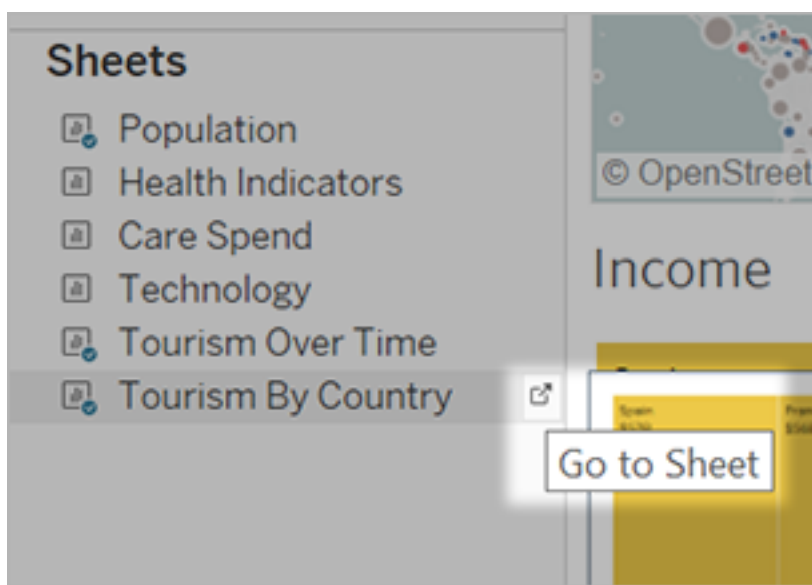 Sheets
Population
Health Indicators
Care Spend
Technology
Tourism Over Time
Tourism By Country
© OpenStreet
Income
Spain
Go to Sheet